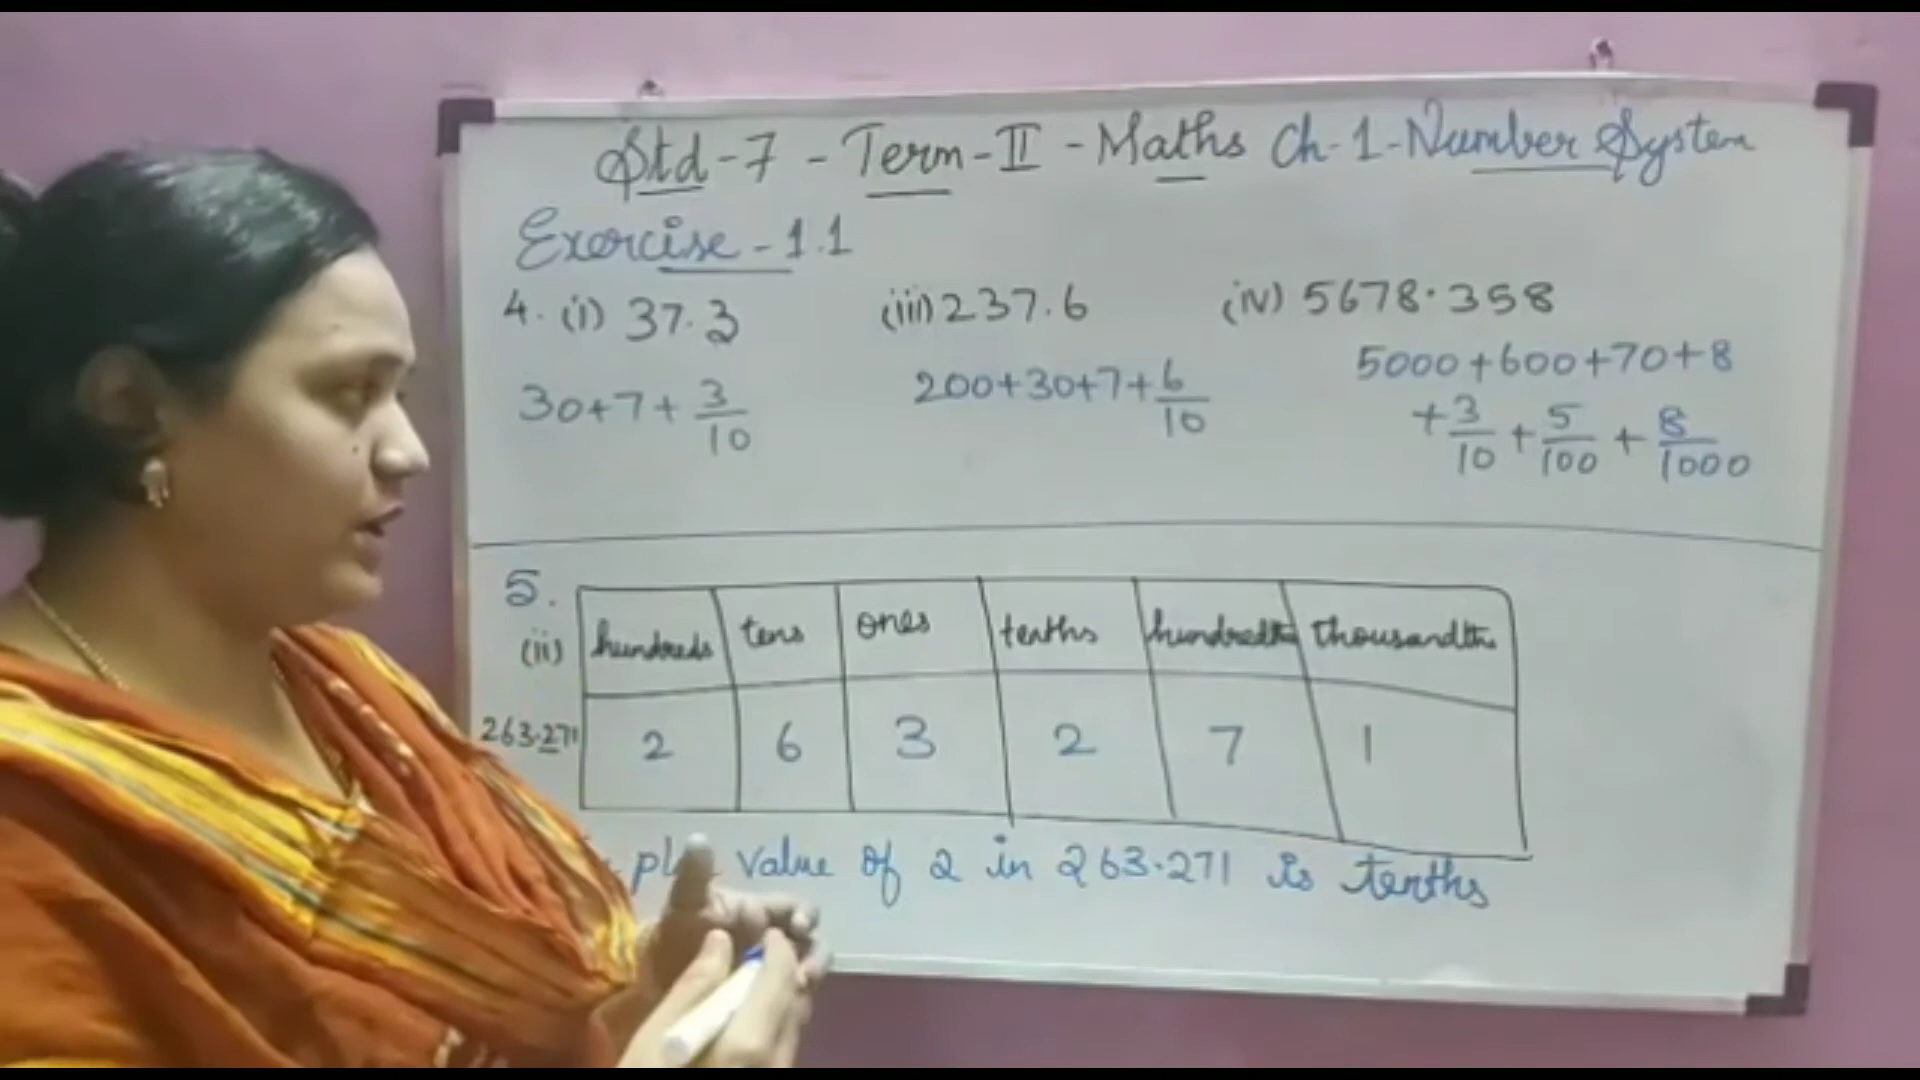 Std-7 - Term-II - Maths Ch-1-Number System
Exercise - 1.1
4. (i) 37.3 (iii) 237.6 (iv) 5678.358
30+7+3/10 200+30+7+6/10 5000+600+70+8
+3/10+5/100+8/1000
5.
(ii) hundreds tens ones tenths hundredths thousandths
263.271 2 6 3 2 7 1
value of 2 in 263.271 is tenths